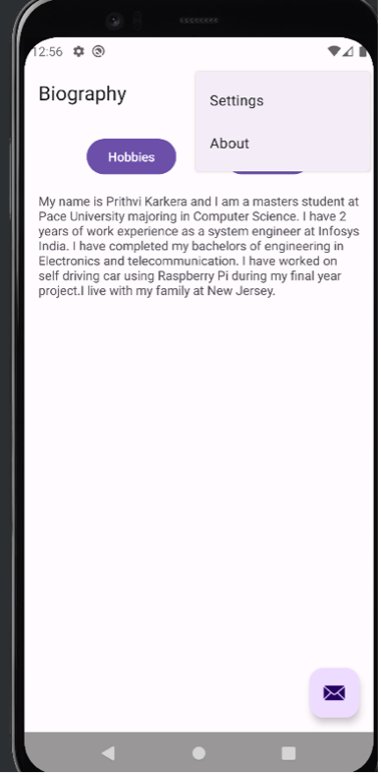 12:56
Biography
Settings
About
Hobbies
My name is Prithvi Karkera and I am a masters student at
Pace University majoring in Computer Science. I have 2
years of work experience as a system engineer at Infosys
India. I have completed my bachelors of engineering in
Electronics and telecommunication. I have worked on
self driving car using Raspberry Pi during my final year
project.I live with my family at New Jersey.